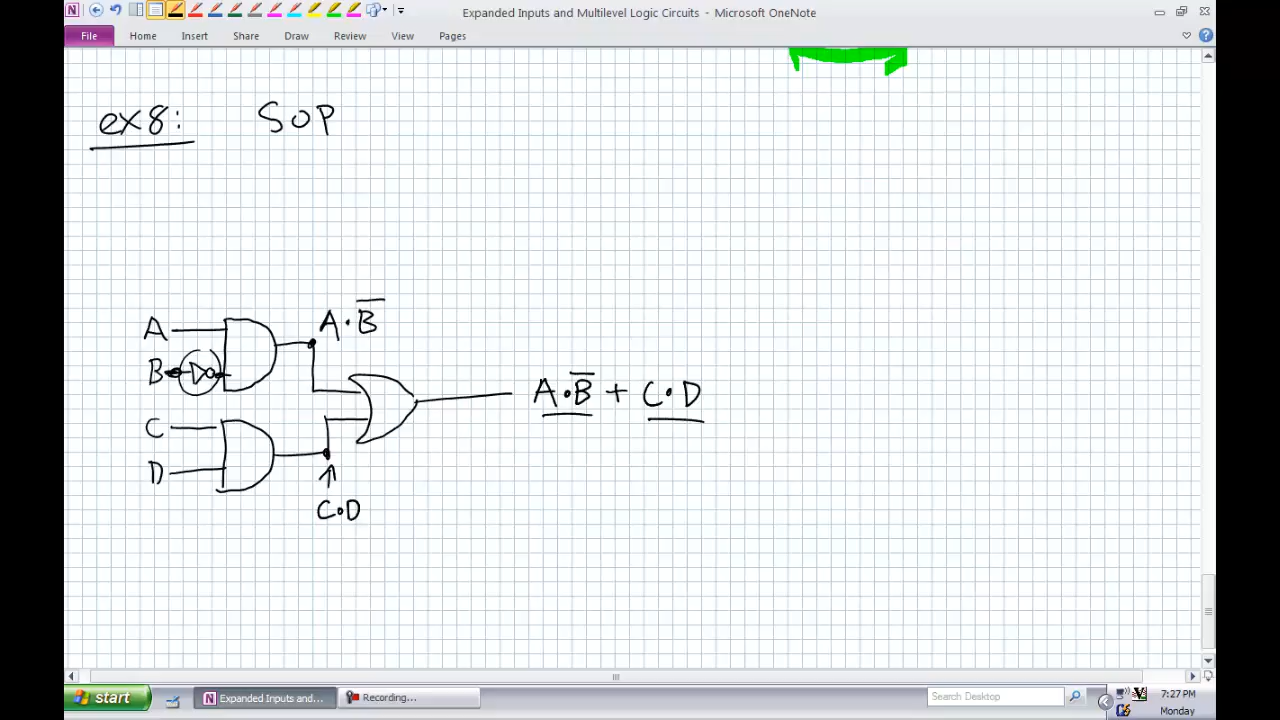 Expanded Inputs and Multilevel Logic Circuits - Microsoft OneNote
File Home Insert Share Draw Review View Pages
ex8: SOP
A·B̅
A
B
A·B̅ + C·D
C
D
C·D
start Expanded Inputs and... Recording... Search Desktop 7:27 PM
Monday